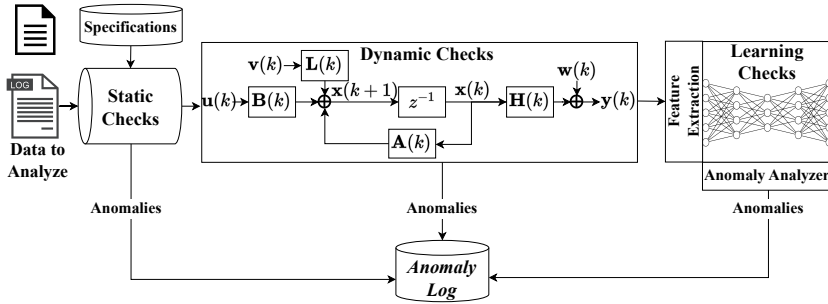 Specifications
LOG
Data to
Analyze
Static
Checks
Dynamic Checks
v(k)
L(k)
u(k)
B(k)
x(k + 1)
z⁻¹
x(k)
H(k)
w(k)
y(k)
A(k)
Feature
Extraction
Learning
Checks
Anomaly Analyzer
Anomalies
Anomalies
Anomalies
Anomaly
Log